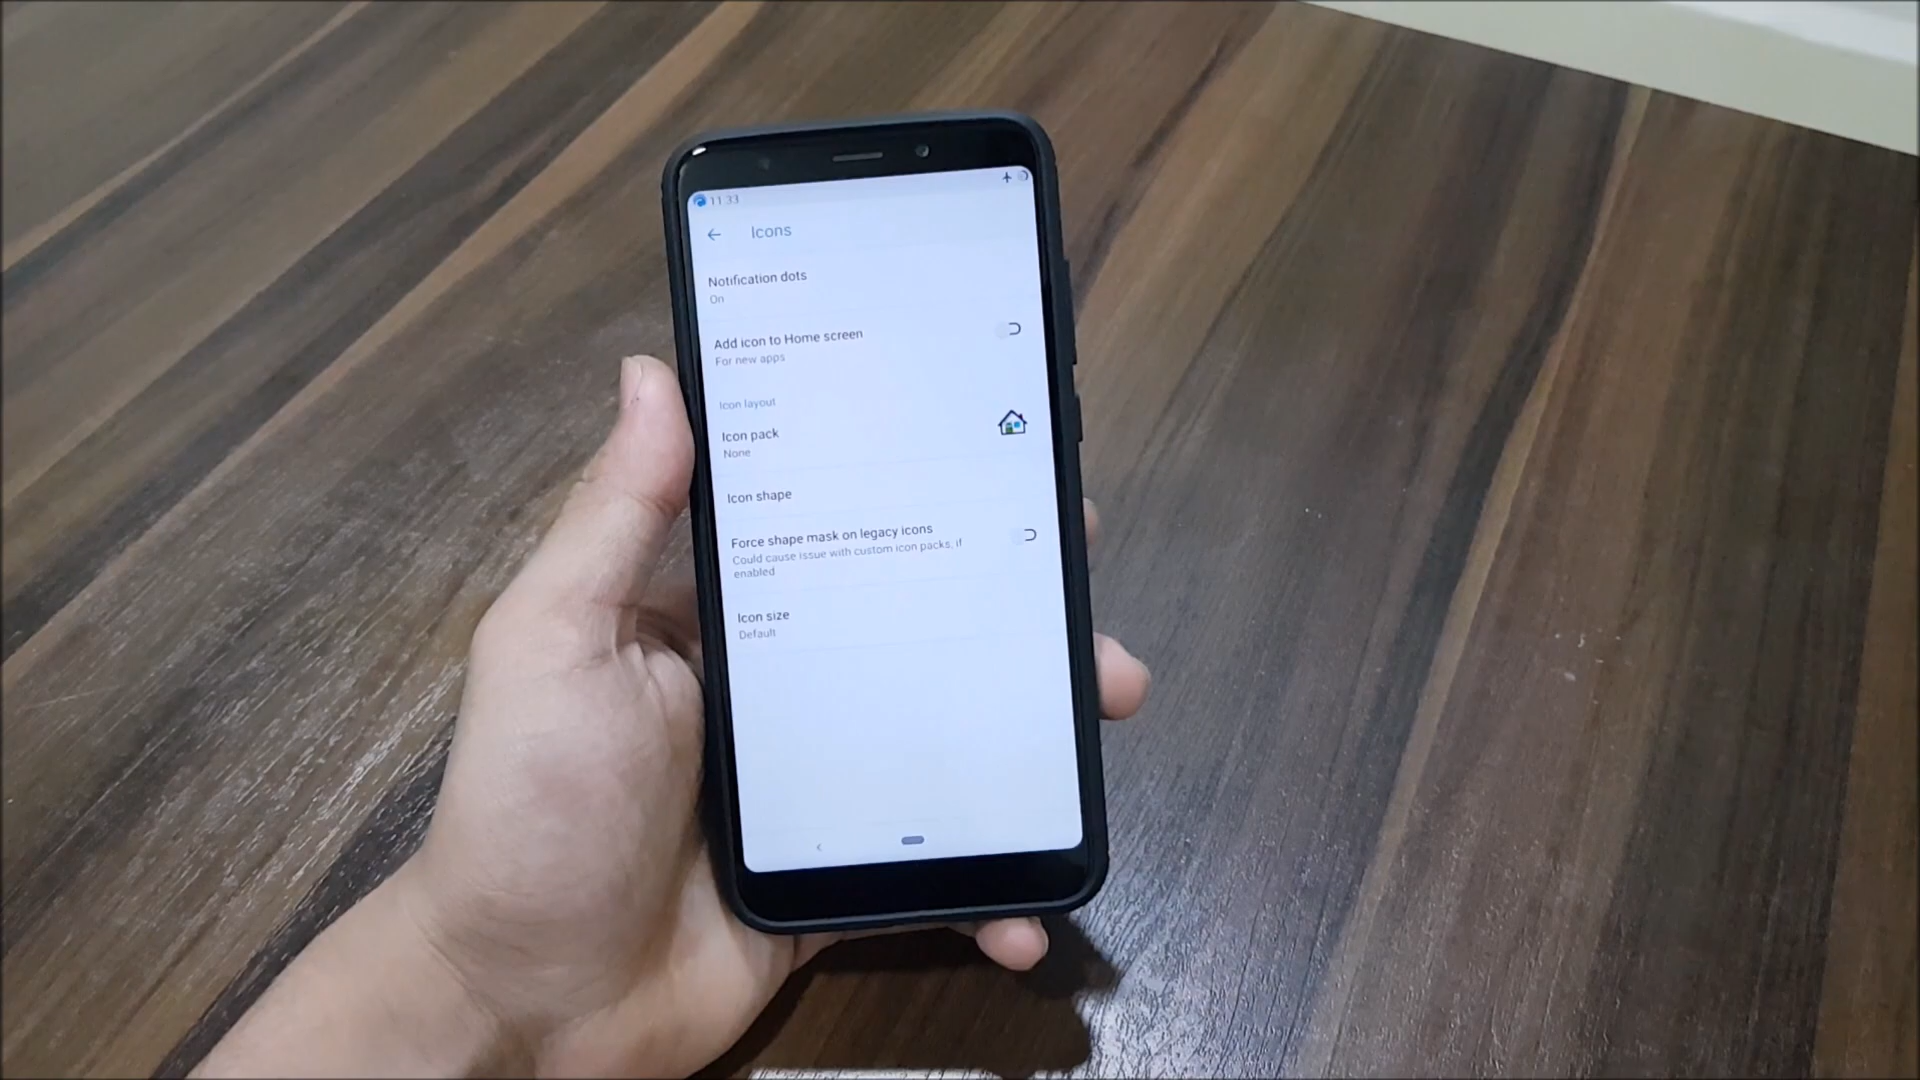 11 33
Icons
Notification dots
On
Add icon to Home screen
For new apps
Icon layout
Icon pack
None
Icon shape
Force shape mask on legacy icons
Could cause issue with custom icon packs, if
enabled
Icon size
Default